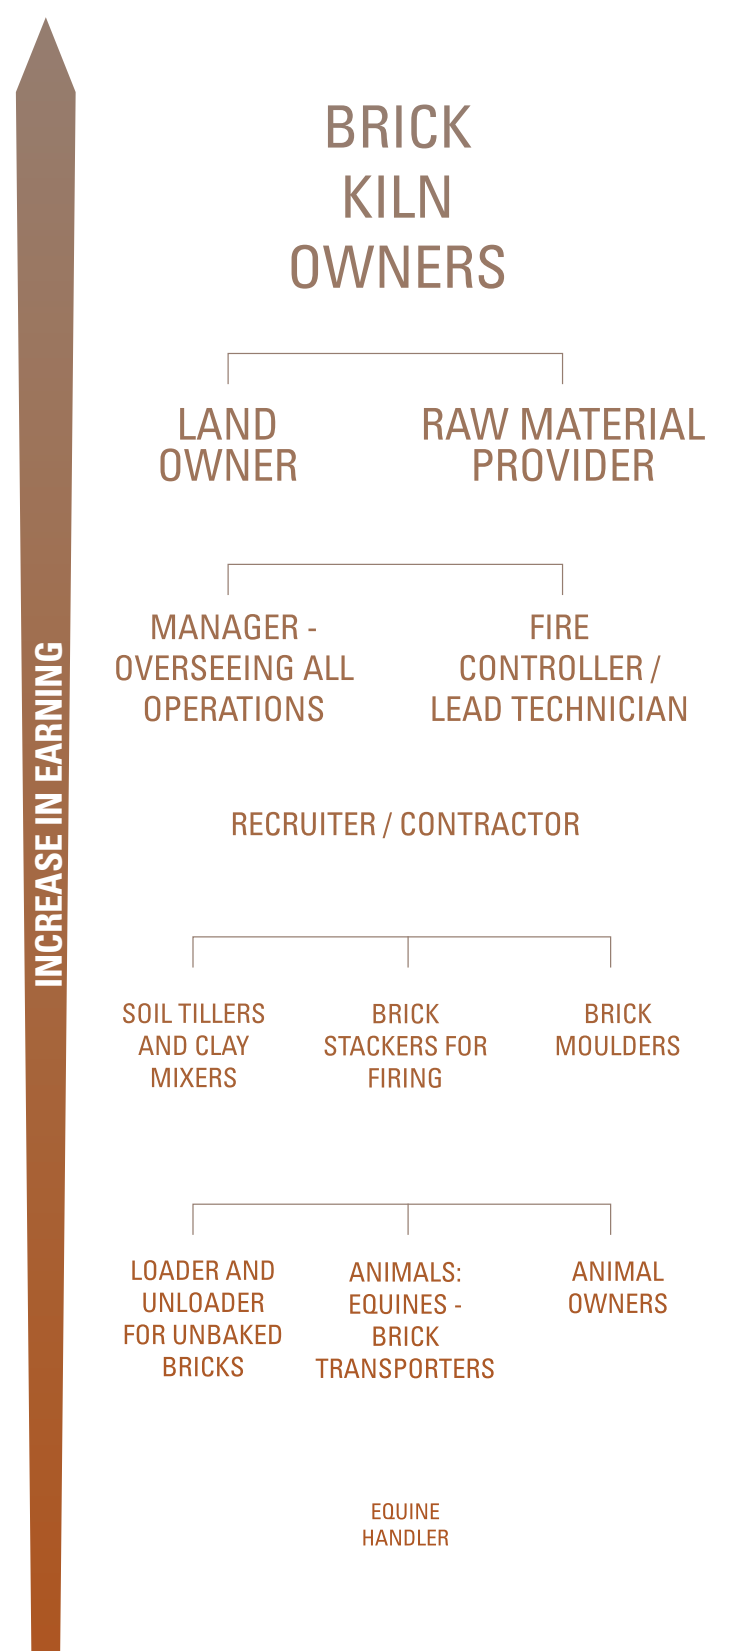 BRICK
KILN
OWNERS
LAND
OWNER
RAW MATERIAL
PROVIDER
MANAGER -
OVERSEEING ALL
OPERATIONS
FIRE
CONTROLLER /
LEAD TECHNICIAN
INCREASE IN EARNING
RECRUITER / CONTRACTOR
SOIL TILLERS
AND CLAY
MIXERS
BRICK
STACKERS FOR
FIRING
BRICK
MOULDERS
LOADER AND
UNLOADER
FOR UNBAKED
BRICKS
ANIMALS:
EQUINES -
BRICK
TRANSPORTERS
ANIMAL
OWNERS
EQUINE
HANDLER